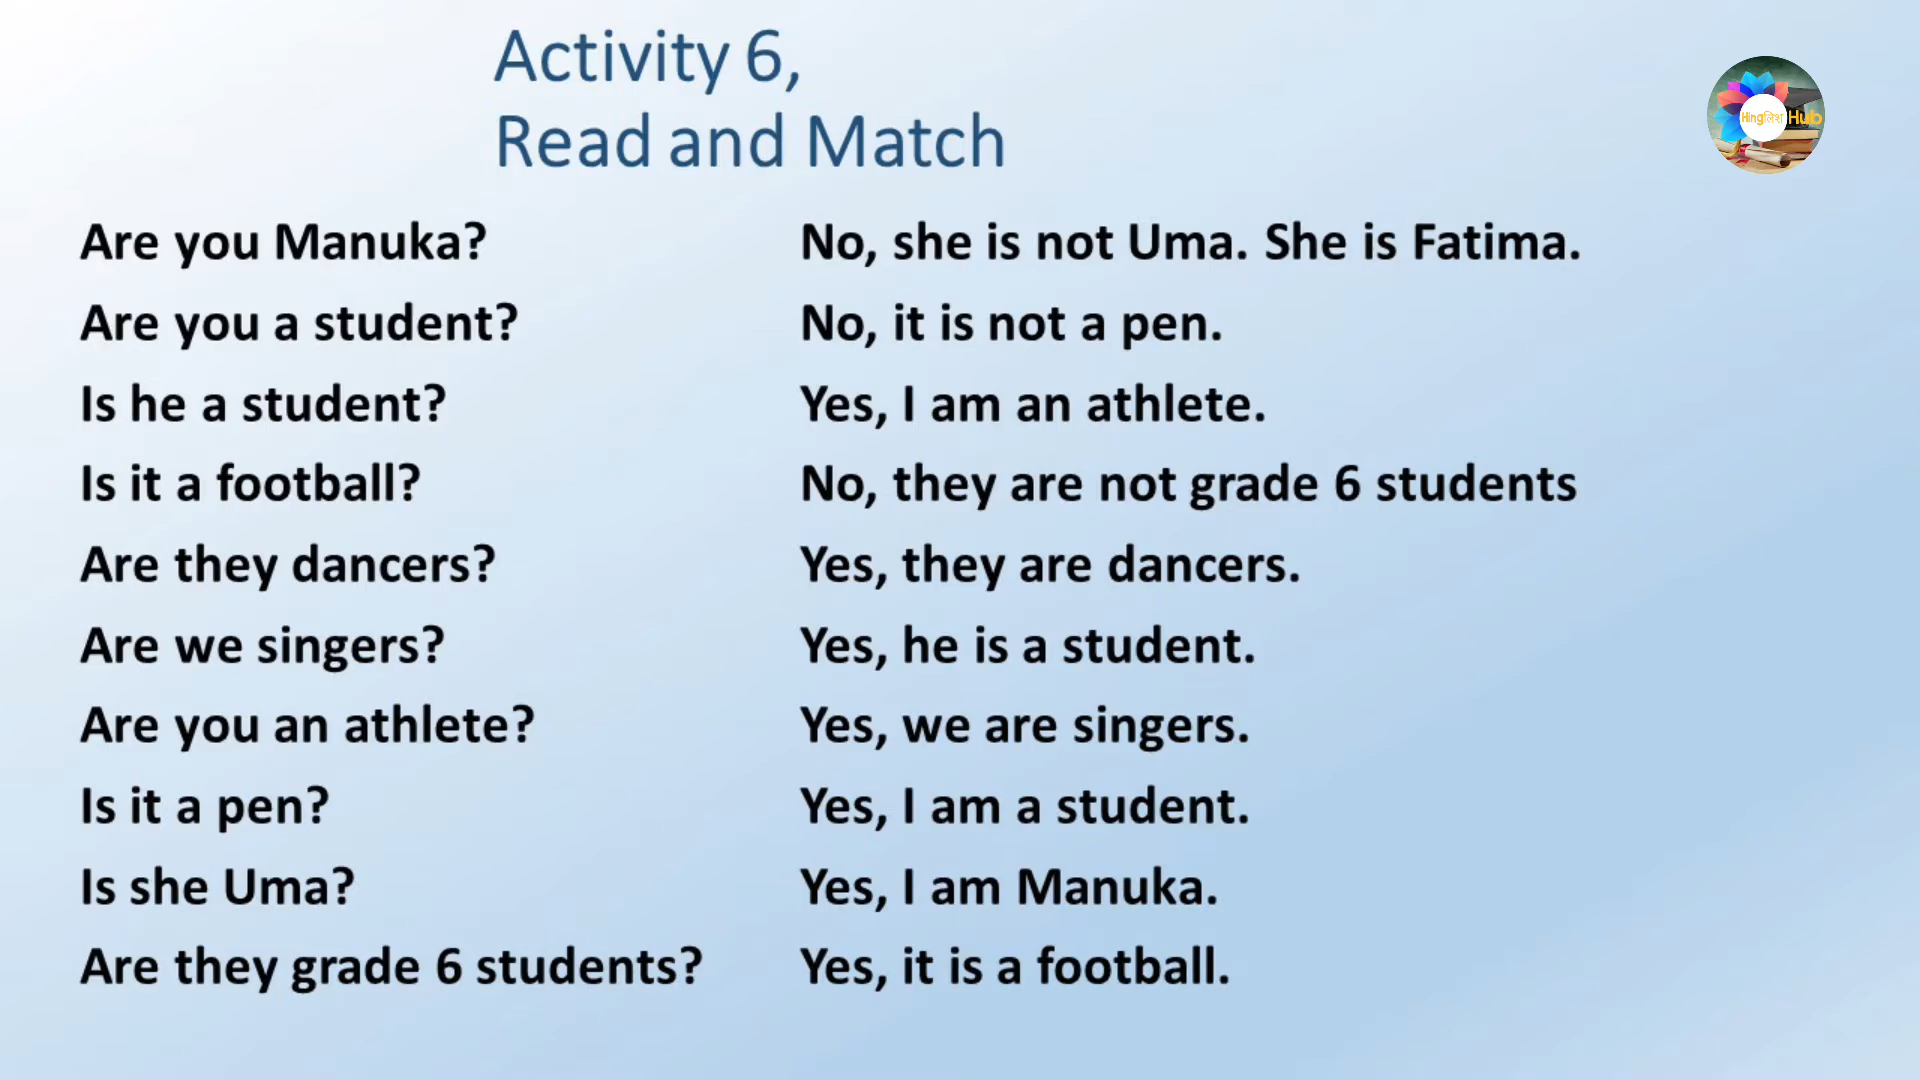 Activity 6,
Read and Match
Hingलिश Hub
Are you Manuka? No, she is not Uma. She is Fatima.
Are you a student? No, it is not a pen.
Is he a student? Yes, I am an athlete.
Is it a football? No, they are not grade 6 students
Are they dancers? Yes, they are dancers.
Are we singers? Yes, he is a student.
Are you an athlete? Yes, we are singers.
Is it a pen? Yes, I am a student.
Is she Uma? Yes, I am Manuka.
Are they grade 6 students? Yes, it is a football.